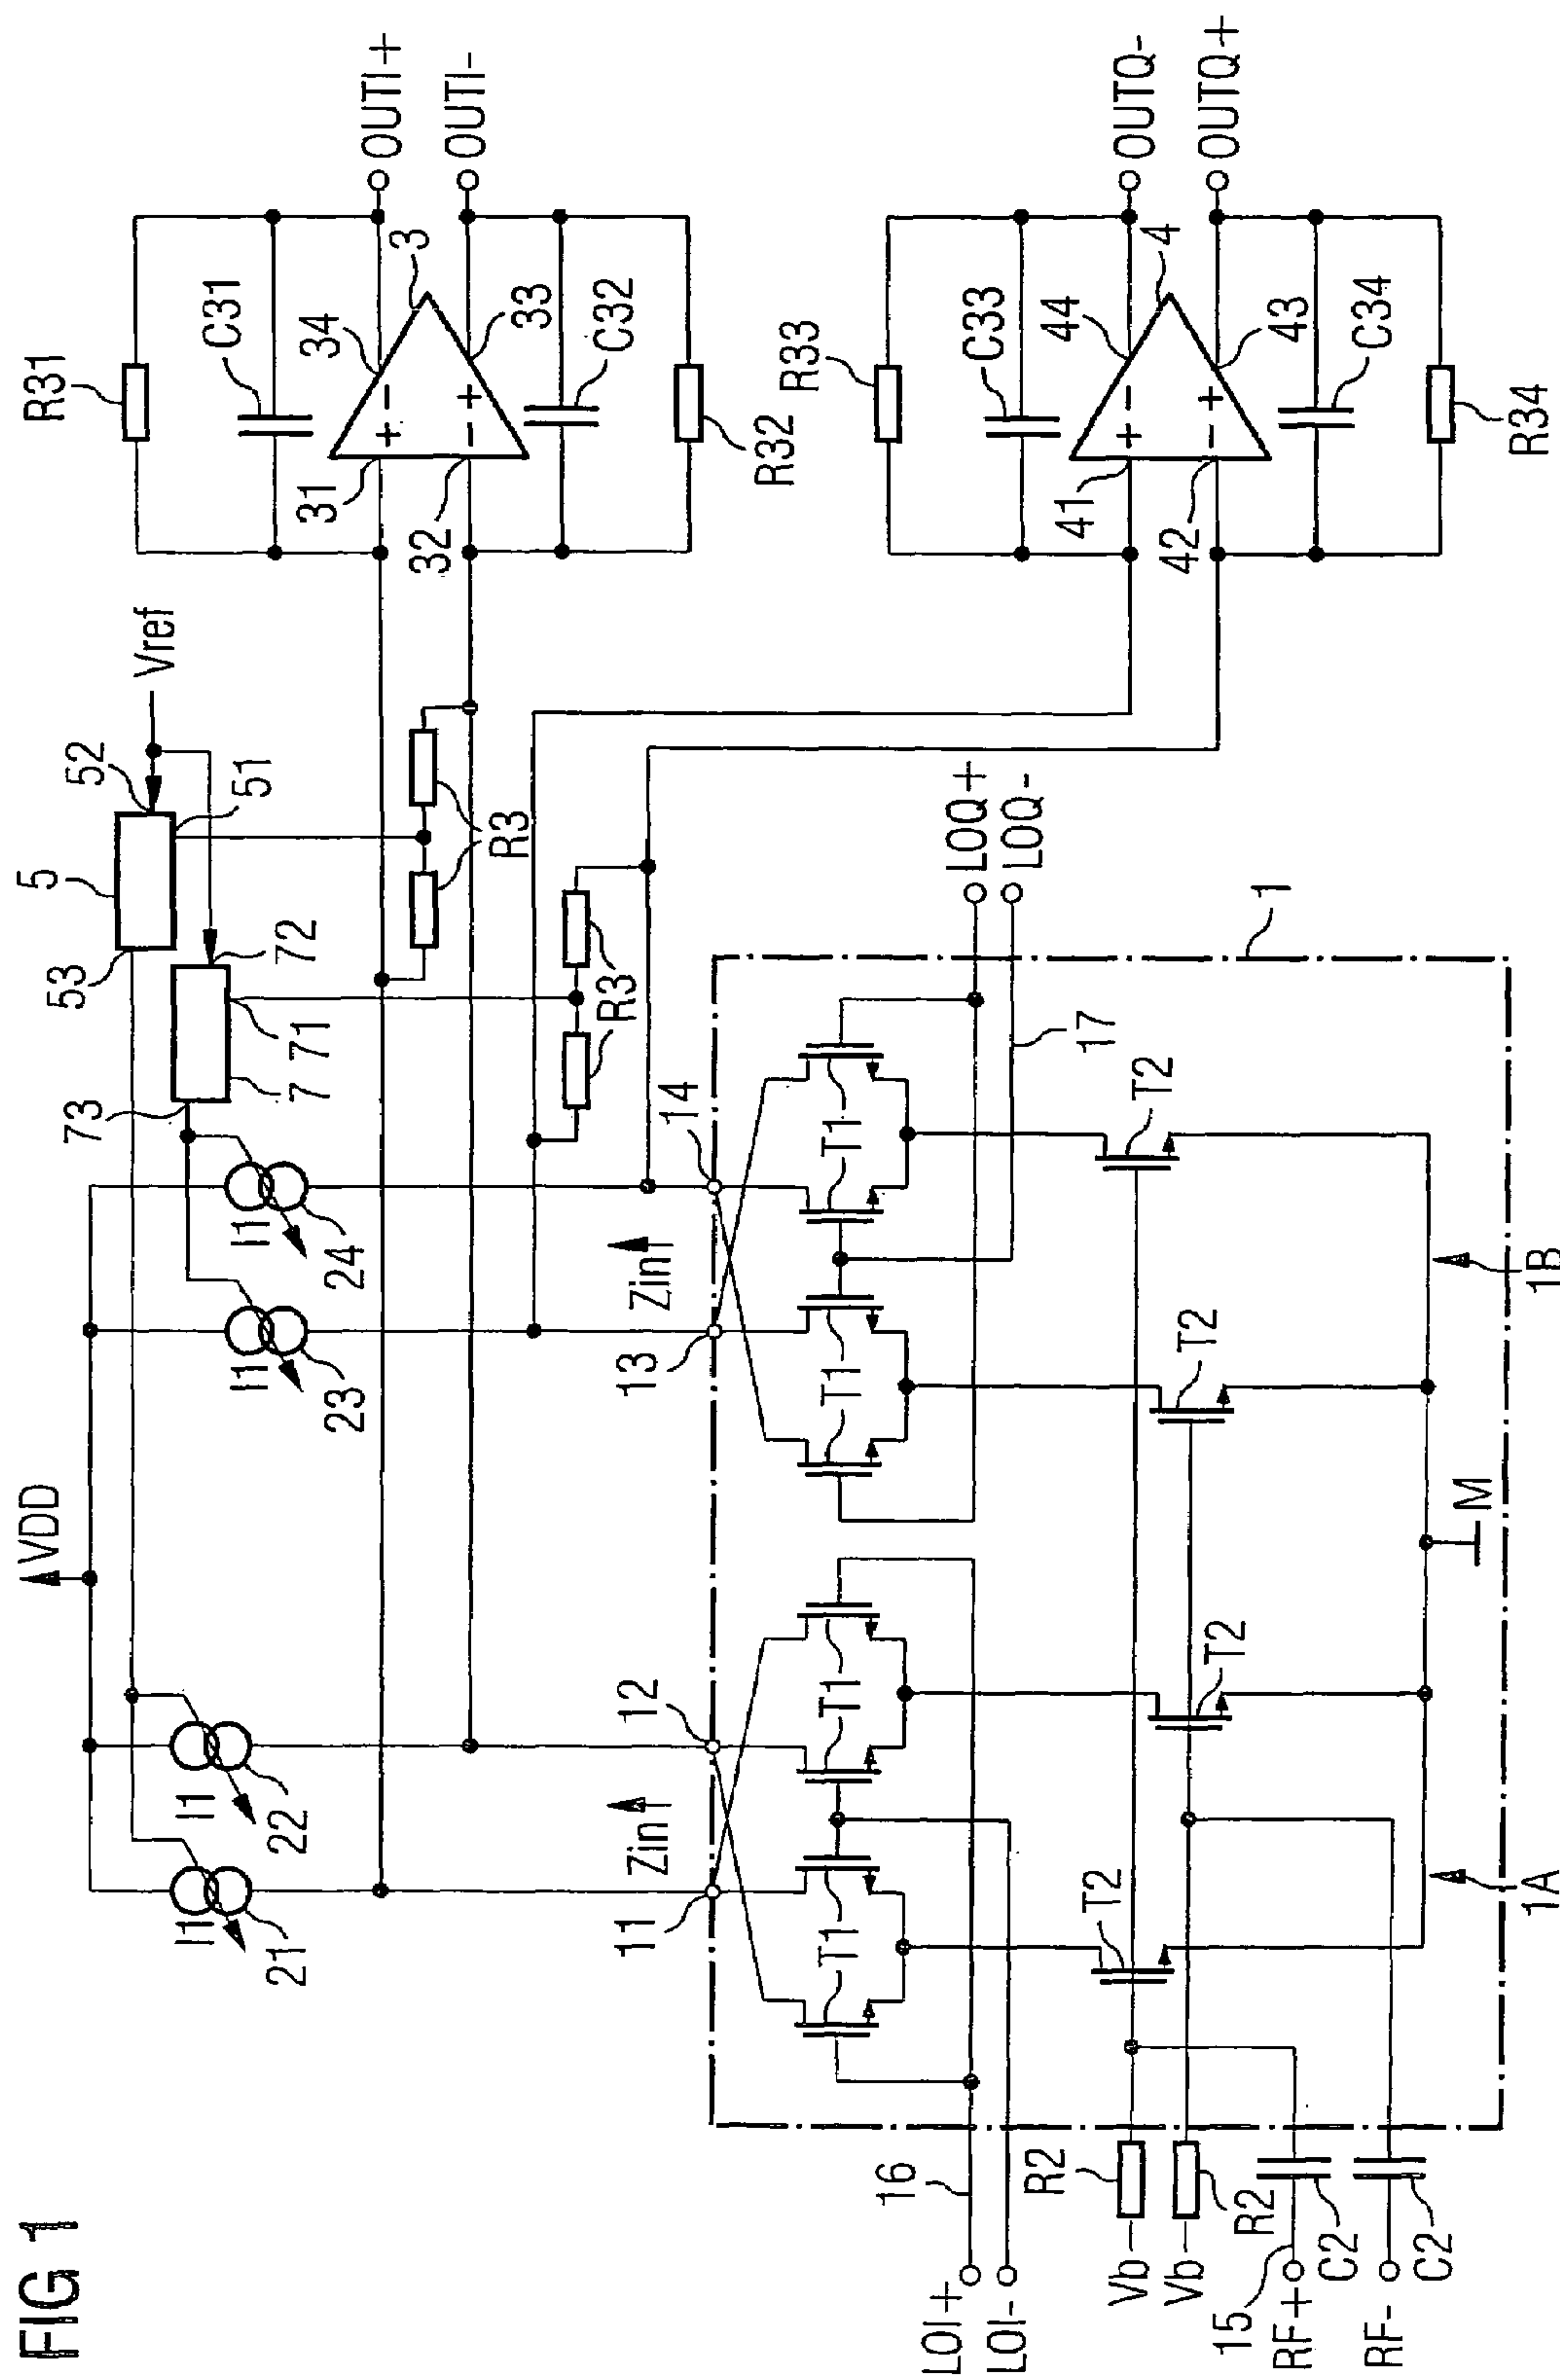 FIG 1
VDD
I1
21
I1
22
I1
23
I1
24
53
5
52
51
Vref
73
7
71
72
R3
R3
R31
C31
31
34
3
OUTI+
32
33
OUTI-
C32
R32
R33
C33
41
44
4
OUTQ-
42
43
OUTQ+
C34
R34
11
Zin
12
13
Zin
14
T1
T1
T1
T1
T1
T1
T1
T1
LOQ+
LOQ-
17
1
LOI+
LOI-
16
T2
T2
T2
T2
Vb
R2
Vb
R2
15
RF+
C2
RF-
C2
M
1A
1B